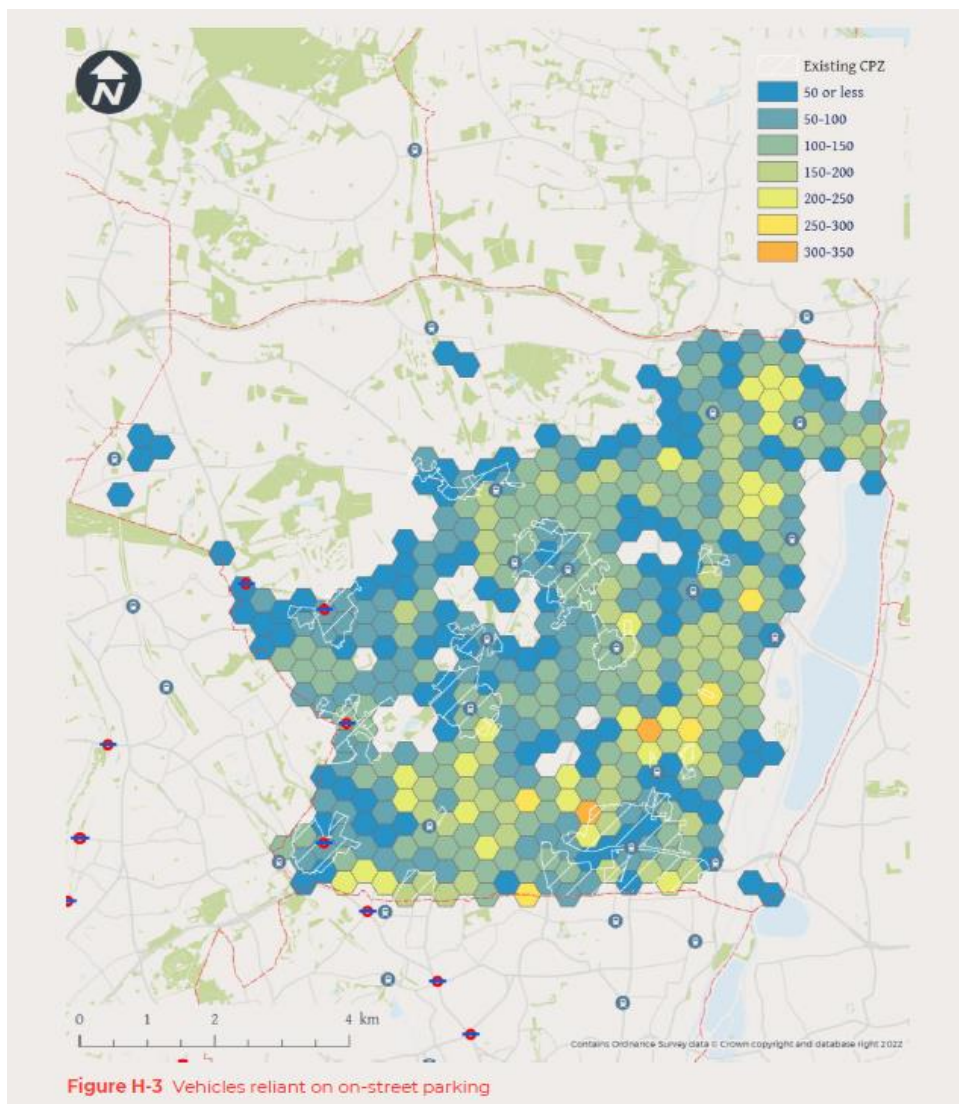 N
Existing CPZ
50 or less
50-100
100-150
150-200
200-250
250-300
300-350
0 1 2 4 km
Contains Ordnance Survey data © Crown copyright and database right 2022
Figure H-3 Vehicles reliant on on-street parking